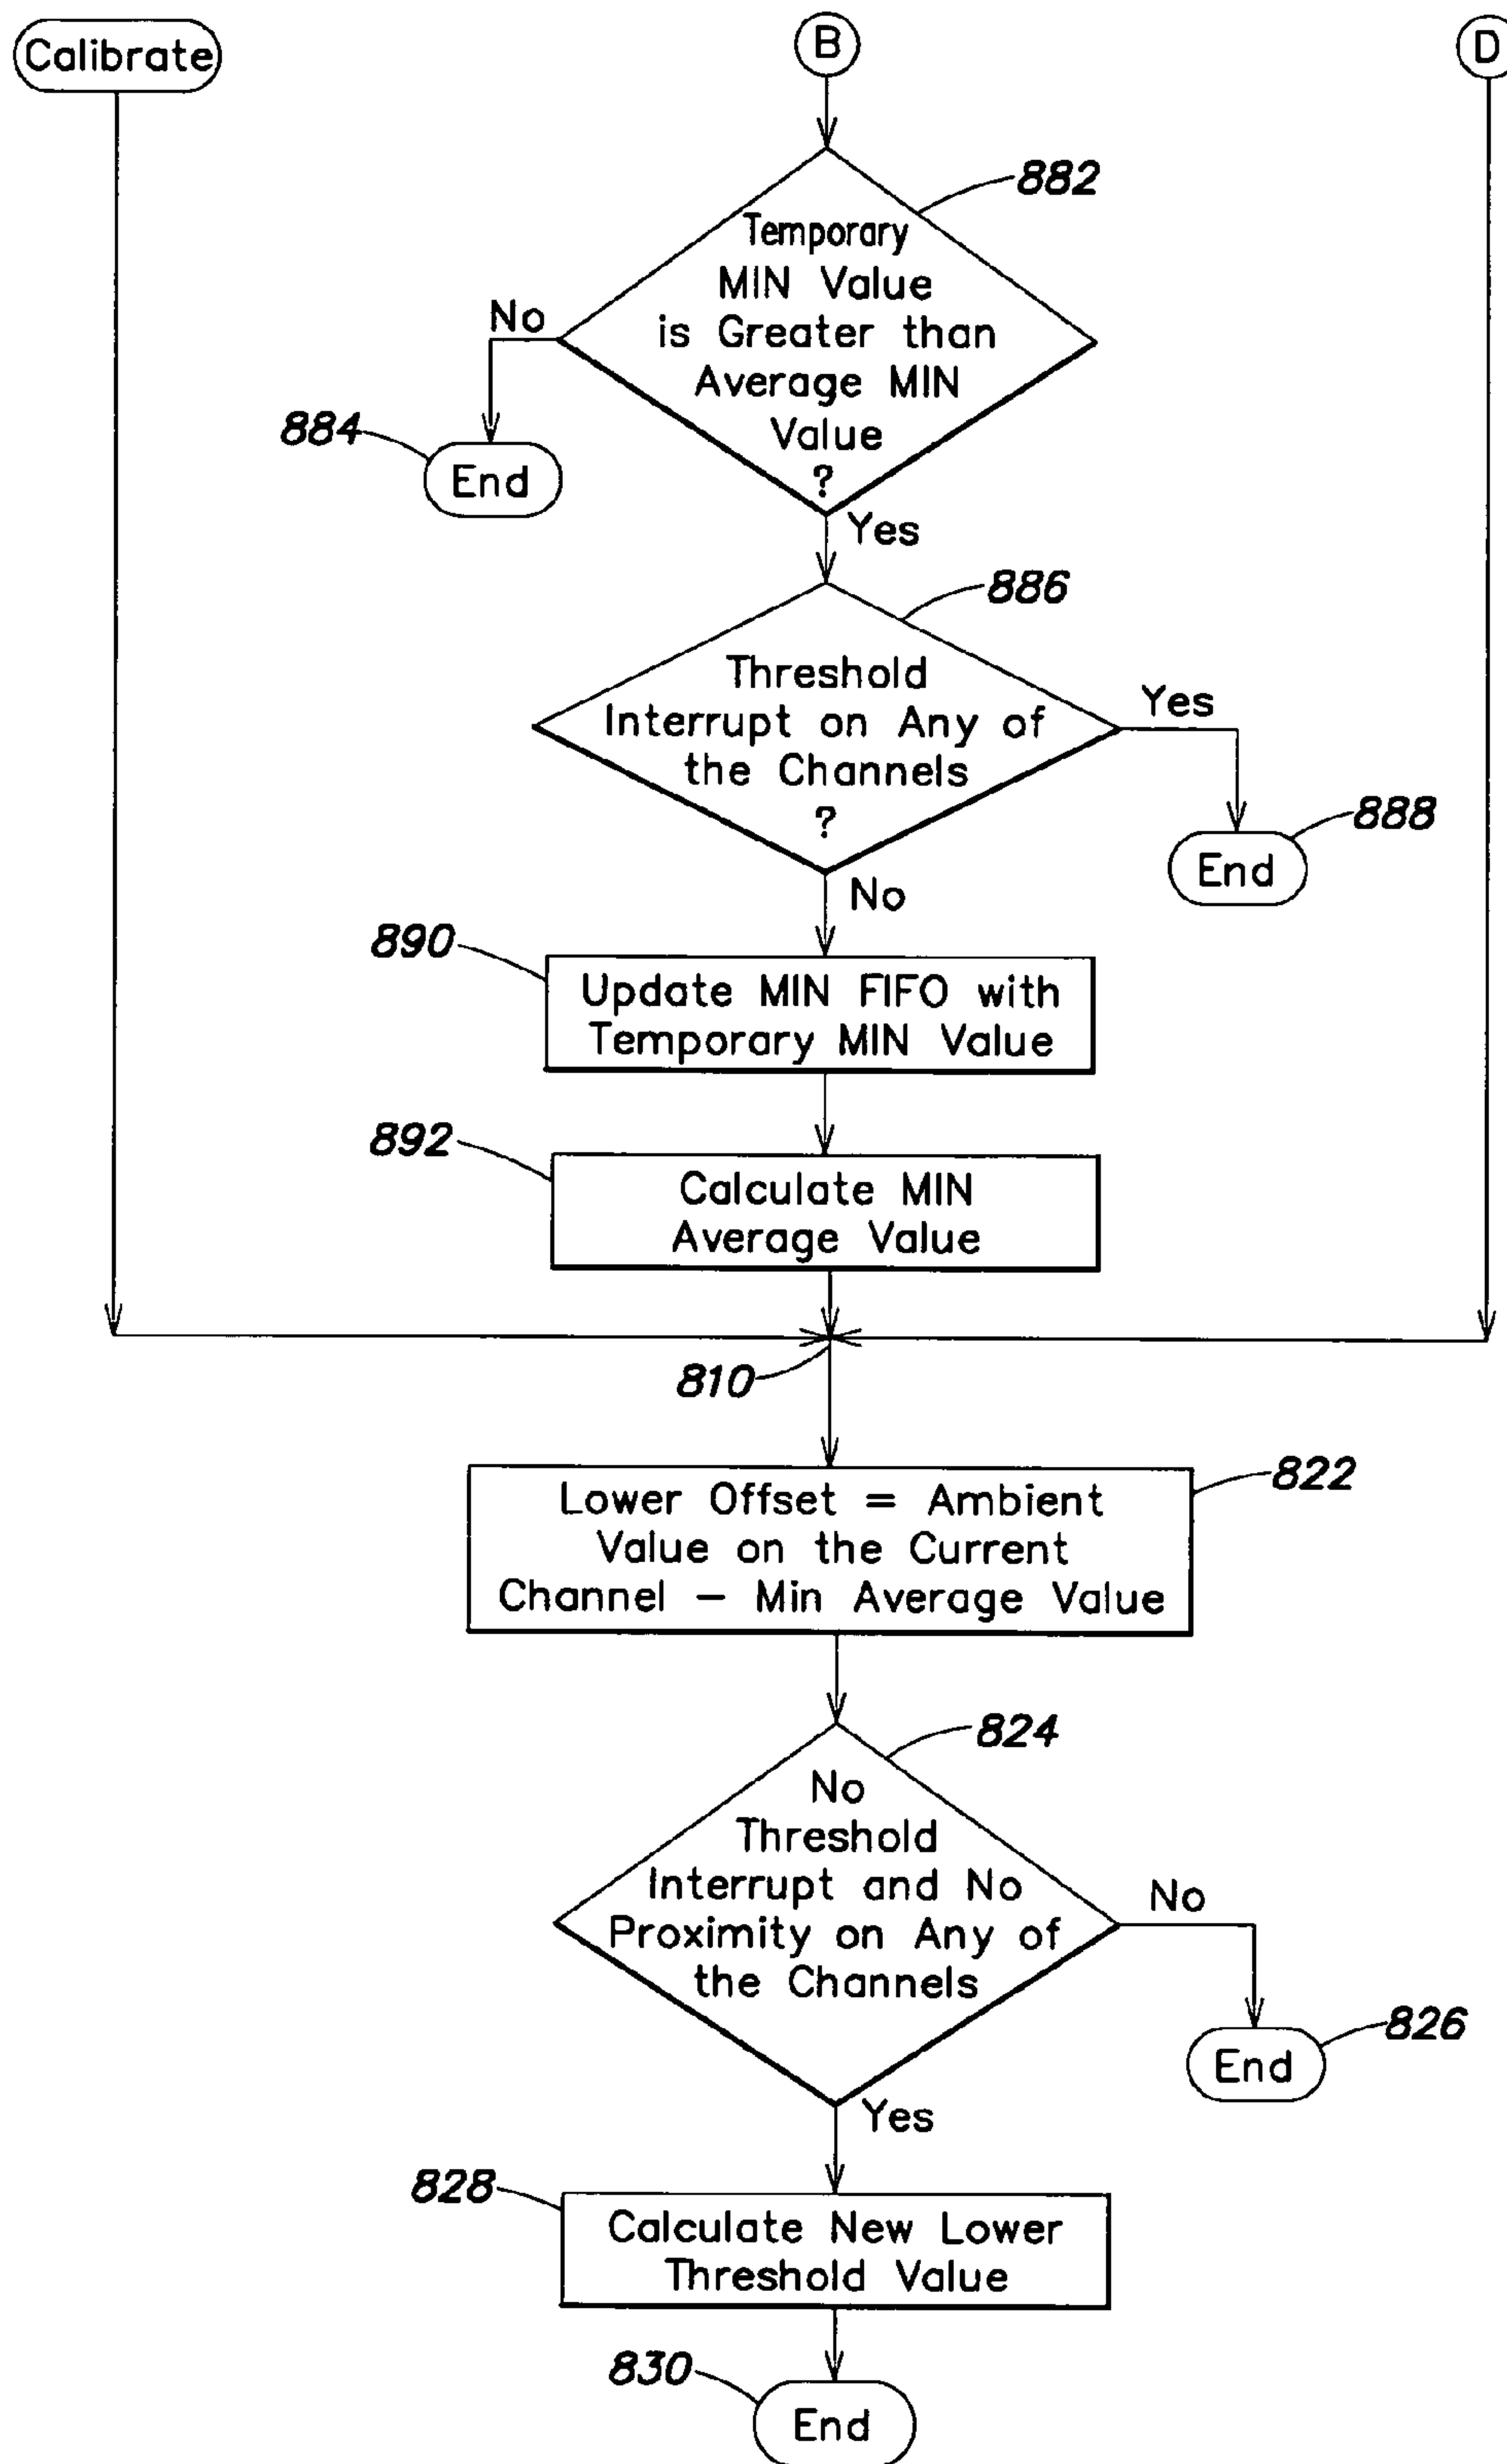 Calibrate
B
D
882
Temporary
MIN Value
is Greater than
Average MIN
Value
?
No
884
End
Yes
886
Threshold
Interrupt on Any of
the Channels
?
Yes
888
End
No
890
Update MIN FIFO with
Temporary MIN Value
892
Calculate MIN
Average Value
810
822
Lower Offset = Ambient
Value on the Current
Channel – Min Average Value
824
No
Threshold
Interrupt and No
Proximity on Any of
the Channels
No
826
End
Yes
828
Calculate New Lower
Threshold Value
830
End